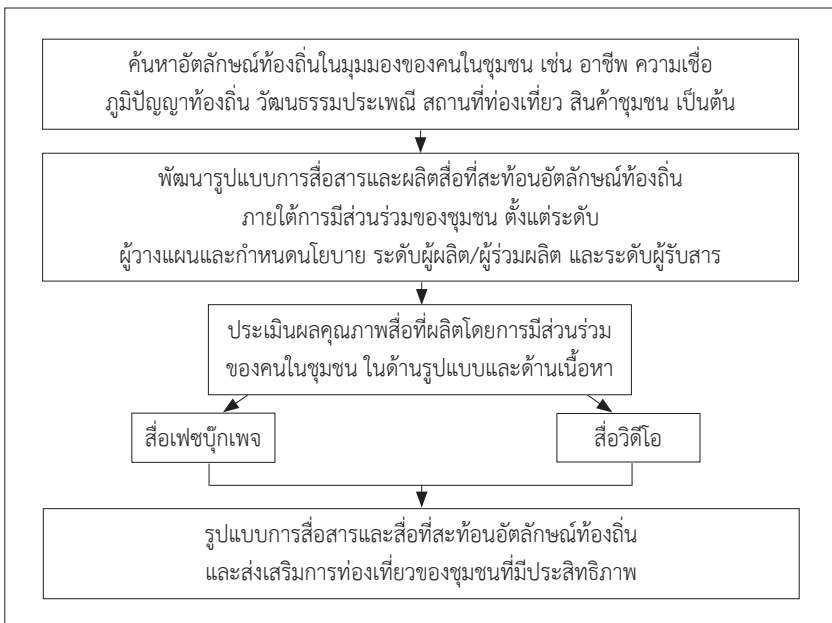 ค้นหาอัตลักษณ์ท้องถิ่นในมุมมองของคนในชุมชน เช่น อาชีพ ความเชื่อ
ภูมิปัญญาท้องถิ่น วัฒนธรรมประเพณี สถานที่ท่องเที่ยว สินค้าชุมชน เป็นต้น
พัฒนารูปแบบการสื่อสารและผลิตสื่อที่สะท้อนอัตลักษณ์ท้องถิ่น
ภายใต้การมีส่วนร่วมของชุมชน ตั้งแต่ระดับ
ผู้วางแผนและกำหนดนโยบาย ระดับผู้ผลิต/ผู้ร่วมผลิต และระดับผู้รับสาร
ประเมินผลคุณภาพสื่อที่ผลิตโดยการมีส่วนร่วม
ของคนในชุมชน ในด้านรูปแบบและด้านเนื้อหา
สื่อเฟซบุ๊กเพจ
สื่อวิดีโอ
รูปแบบการสื่อสารและสื่อที่สะท้อนอัตลักษณ์ท้องถิ่น
และส่งเสริมการท่องเที่ยวของชุมชนที่มีประสิทธิภาพ